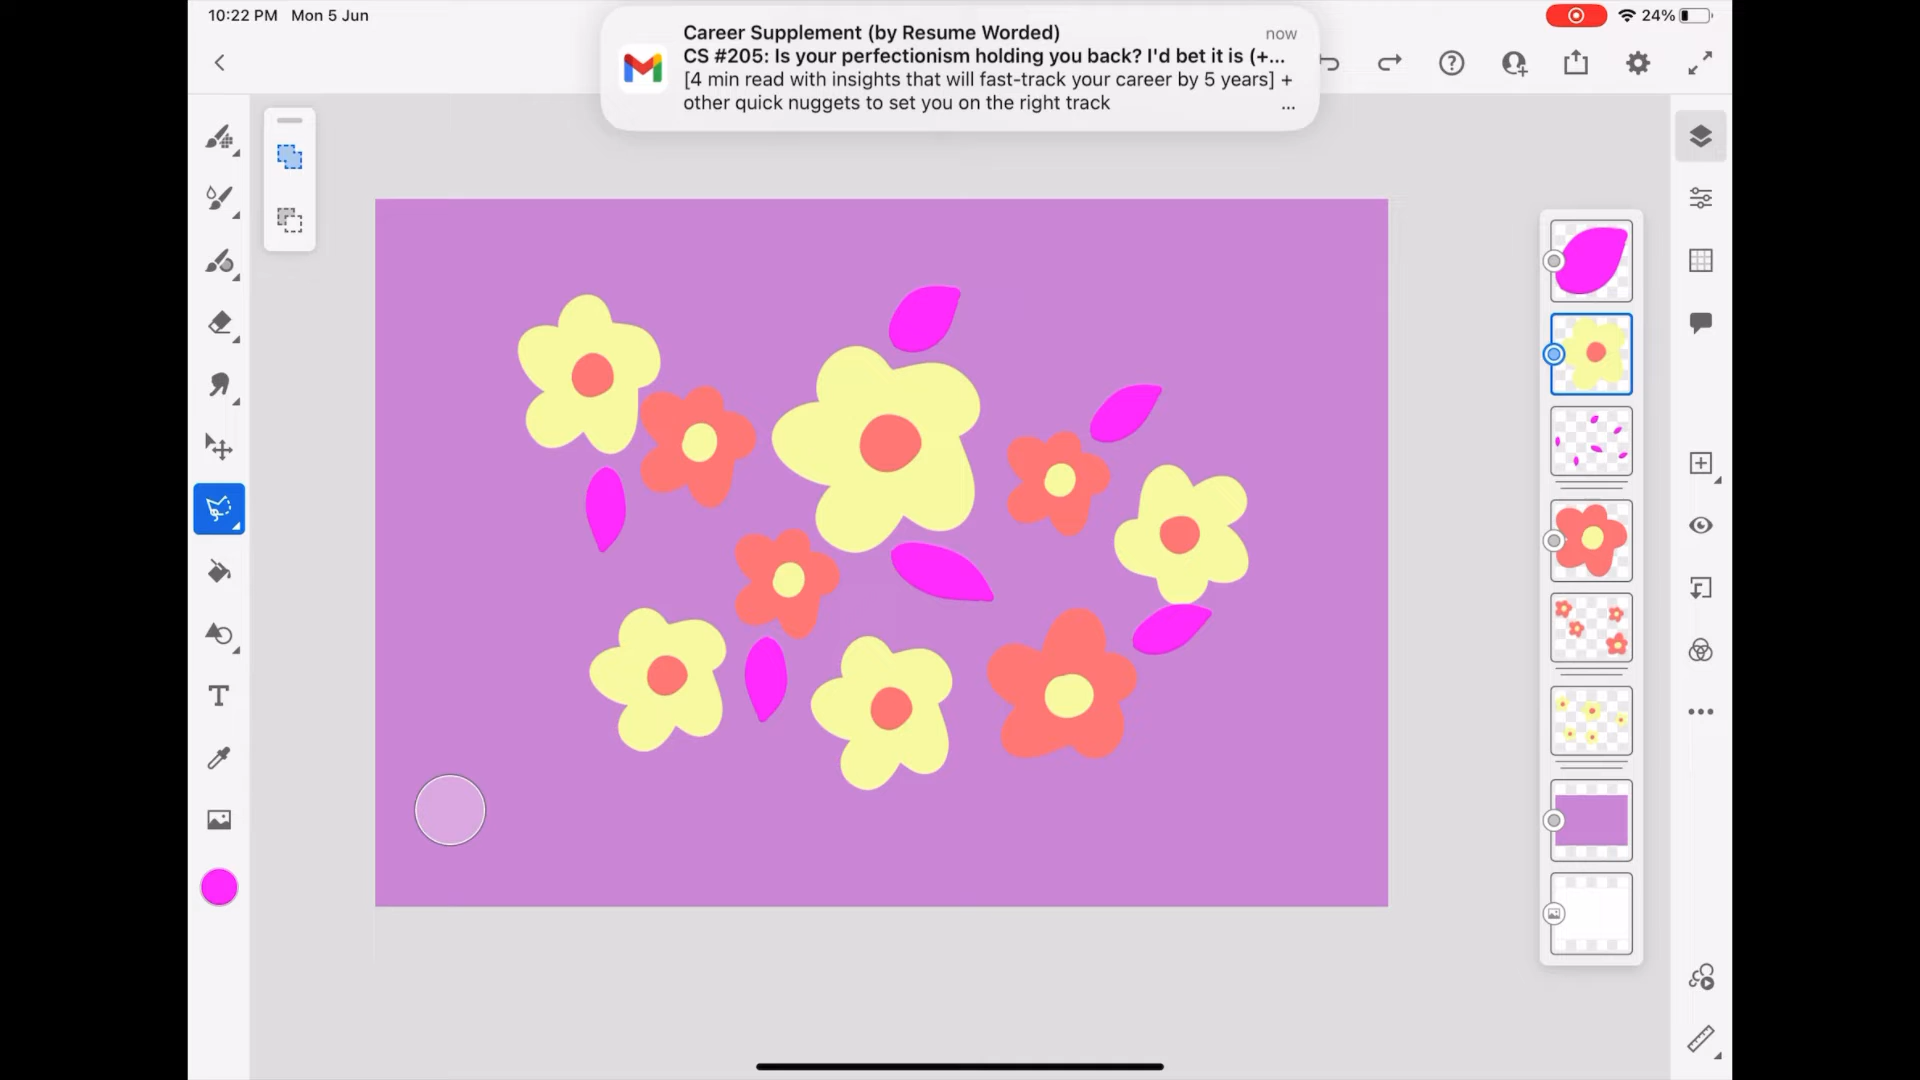 10:22 PM Mon 5 Jun
24%
Career Supplement (by Resume Worded)
now
CS #205: Is your perfectionism holding you back? I'd bet it is (+...
[4 min read with insights that will fast-track your career by 5 years] +
other quick nuggets to set you on the right track
...